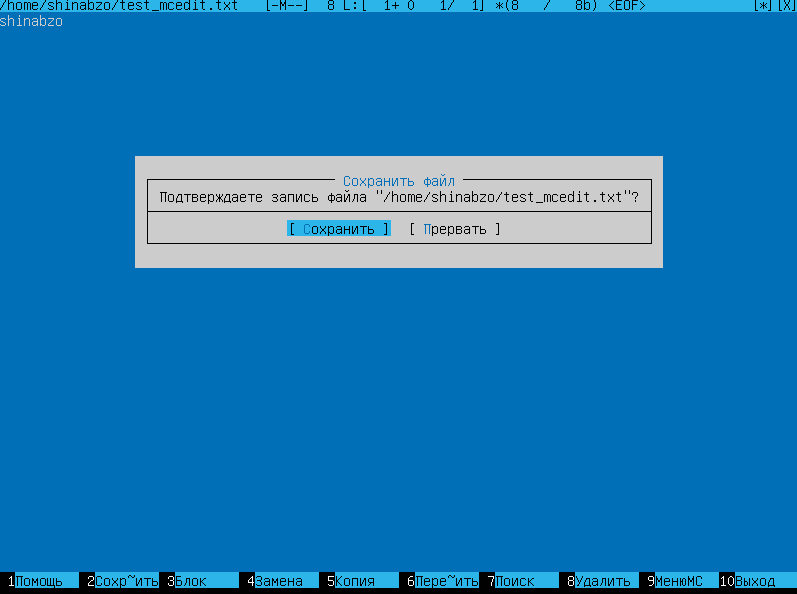 /home/shinabzo/test_mcedit.txt [-M--] 8 L:[ 1+ 0 1/ 1] *(8 / 8b) <EOF> [*][X]
shinabzo
Сохранить файл
Подтверждаете запись файла "/home/shinabzo/test_mcedit.txt"?
[ Сохранить ] [ Прервать ]
1Помощь 2Сохр~ить 3Блок 4Замена 5Копия 6Пере~ить 7Поиск 8Удалить 9МенюMC 10Выход